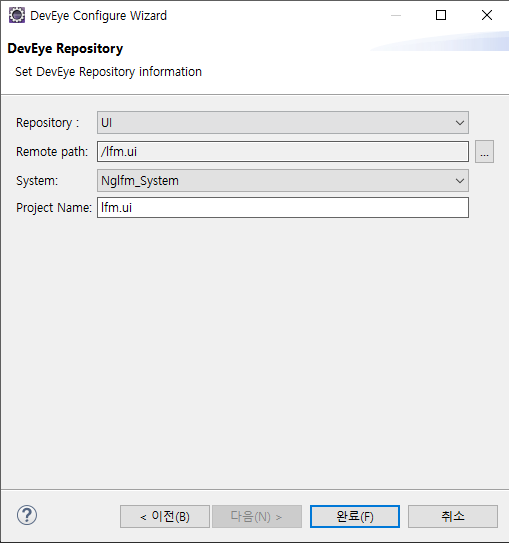 DevEye Configure Wizard
DevEye Repository
Set DevEye Repository information
Repository : UI
Remote path: /lfm.ui ...
System: Nglfm_System
Project Name: lfm.ui
? < 이전(B) 다음(N) > 완료(F) 취소